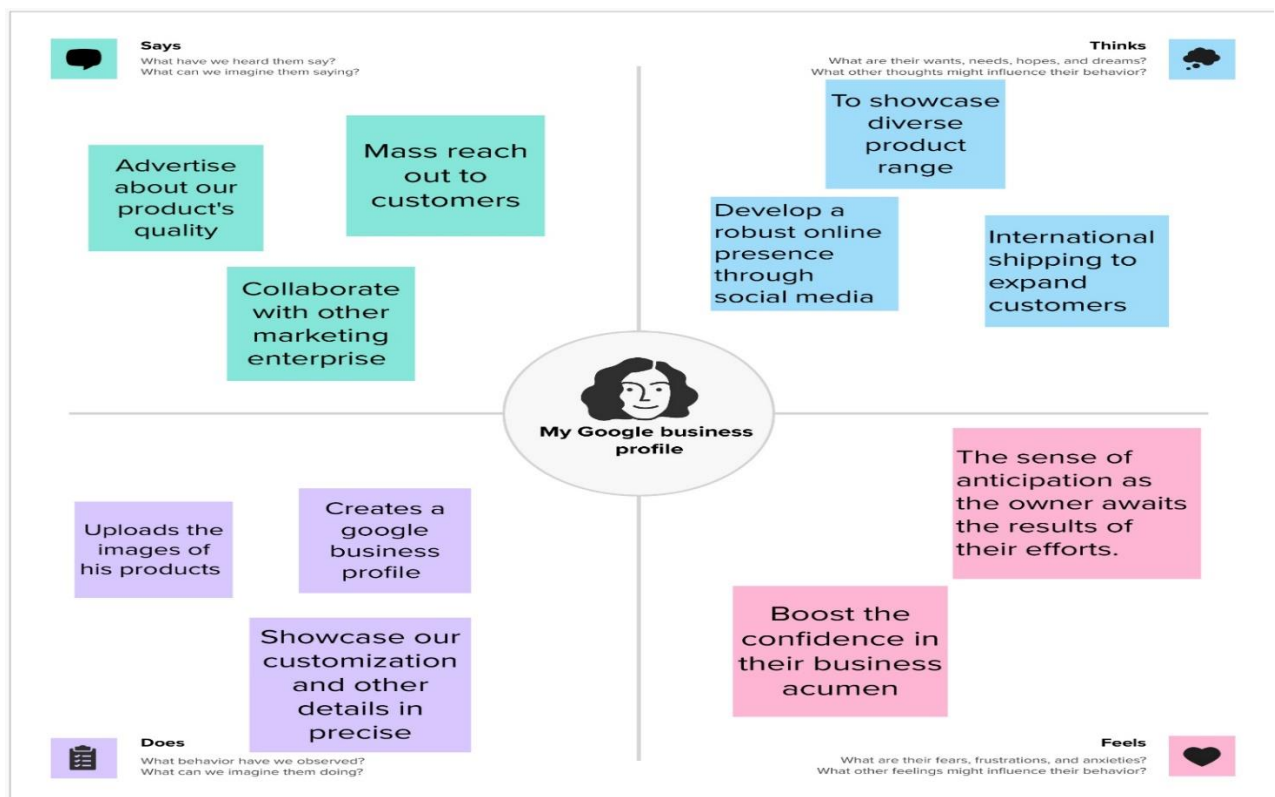 Says
What have we heard them say?
What can we imagine them saying?
Advertise
about our
product's
quality
Mass reach
out to
customers
Collaborate
with other
marketing
enterprise
Thinks
What are their wants, needs, hopes, and dreams?
What other thoughts might influence their behavior?
To showcase
diverse
product
range
Develop a
robust online
presence
through
social media
International
shipping to
expand
customers
My Google business
profile
Uploads the
images of
his products
Creates a
google
business
profile
Showcase our
customization
and other
details in
precise
Does
What behavior have we observed?
What can we imagine them doing?
The sense of
anticipation as
the owner awaits
the results of
their efforts.
Boost the
confidence in
their business
acumen
Feels
What are their fears, frustrations, and anxieties?
What other feelings might influence their behavior?